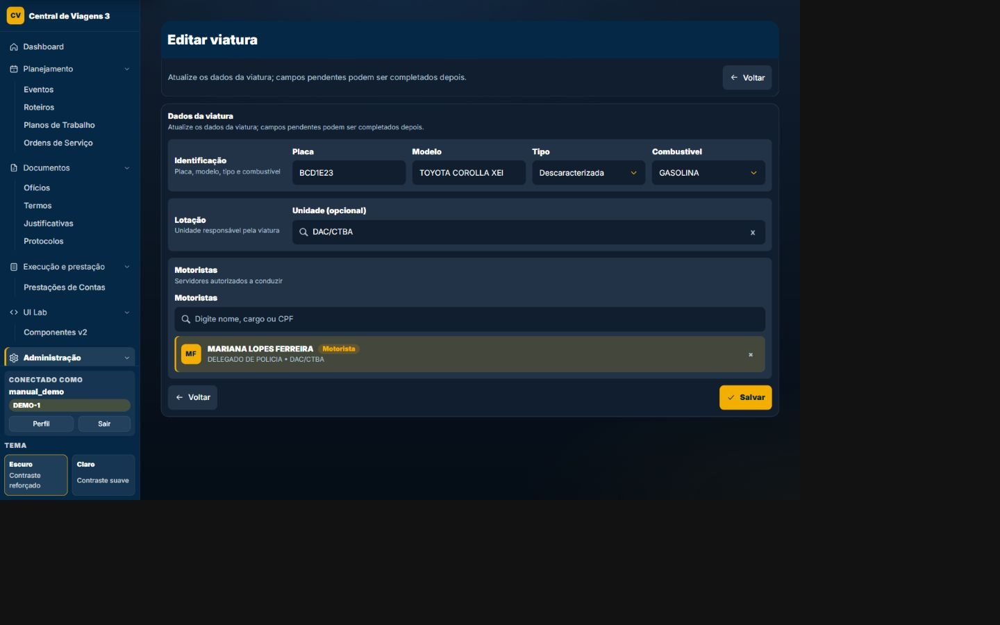 CV Central de Viagens 3
Dashboard
Planejamento
Eventos
Roteiros
Planos de Trabalho
Ordens de Serviço
Documentos
Ofícios
Termos
Justificativas
Protocolos
Execução e prestação
Prestações de Contas
UI Lab
Componentes v2
Administração
CONECTADO COMO
manual_demo
DEMO-1
Perfil Sair
TEMA
Escuro
Contraste
reforçado
Claro
Contraste suave
Editar viatura
Atualize os dados da viatura; campos pendentes podem ser completados depois.
Voltar
Dados da viatura
Atualize os dados da viatura; campos pendentes podem ser completados depois.
Identificação
Placa, modelo, tipo e combustível
Placa Modelo Tipo Combustível
BCD1E23 TOYOTA COROLLA XEI Descaracterizada GASOLINA
Lotação
Unidade responsável pela viatura
Unidade (opcional)
DAC/CTBA x
Motoristas
Servidores autorizados a conduzir
Motoristas
Digite nome, cargo ou CPF
MF MARIANA LOPES FERREIRA Motorista
DELEGADO DE POLICIA • DAC/CTBA
×
Voltar
Salvar